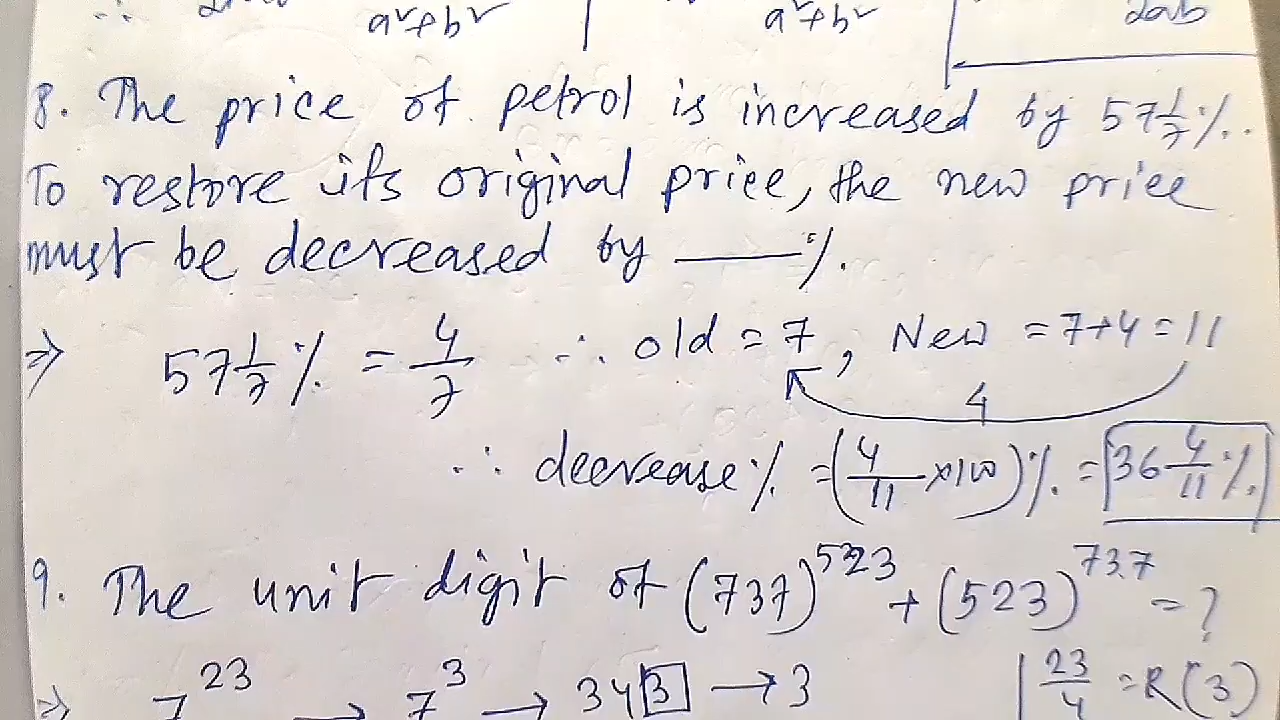 ∴ a²+b² a²+b² 2ab
8. The price of petrol is increased by 57 1/7 %.
To restore its original price, the new price
must be decreased by ——— %.
⇒ 57 1/7 % = 4/7 ∴ old = 7, New = 7+4 = 11
4
∴ decrease % = (4/11 ×100) % = 36 4/11 %
9. The unit digit of (737)^523 + (523)^737 = ?
⇒ 7^23 → 7^3 → 343 → 3 | 23/4 = R(3)